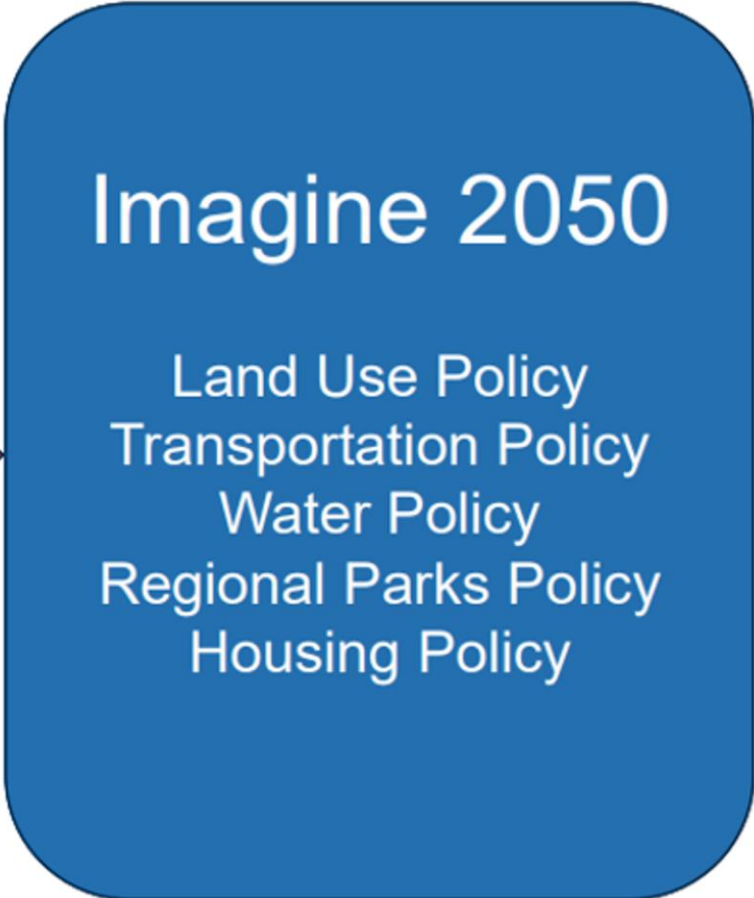 Imagine 2050
Land Use Policy
Transportation Policy
Water Policy
Regional Parks Policy
Housing Policy